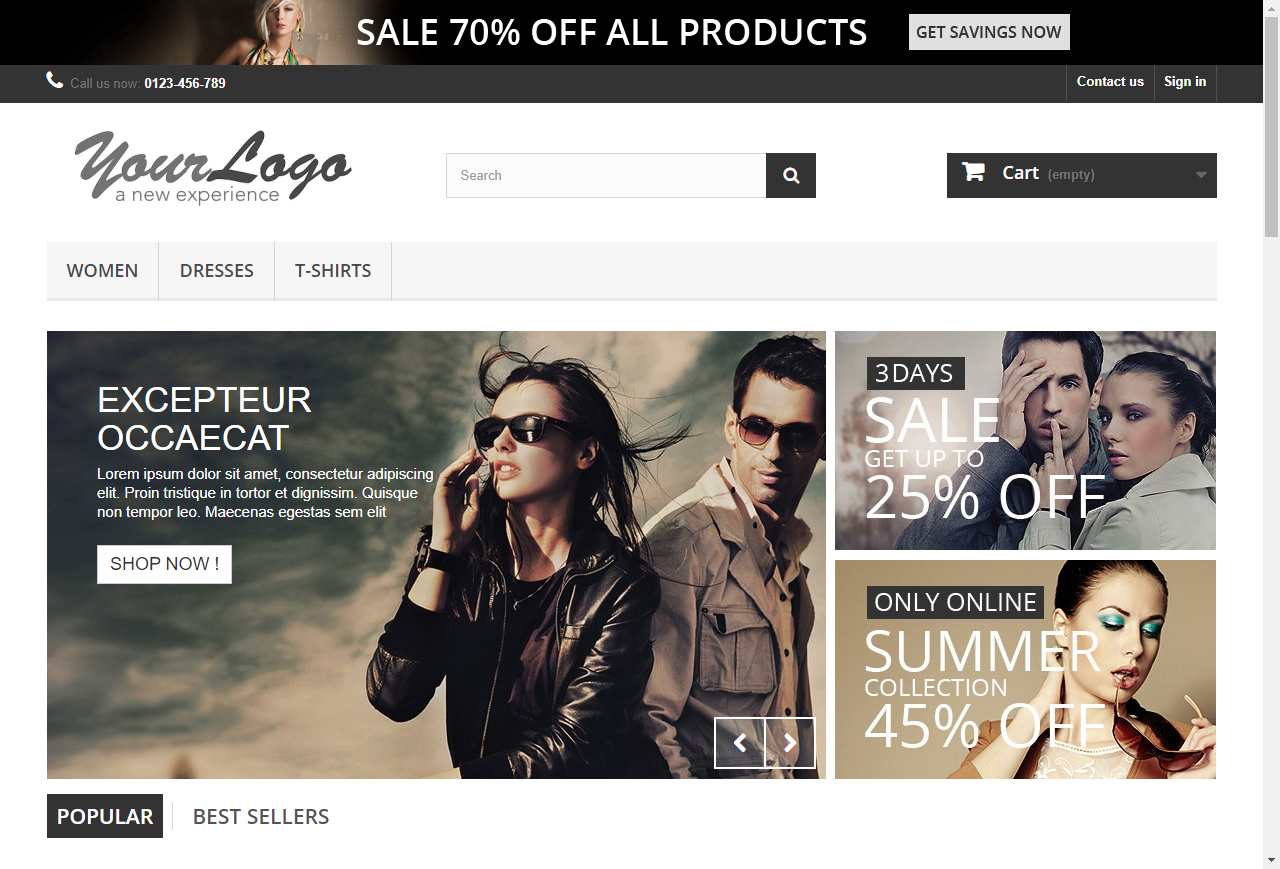 SALE 70% OFF ALL PRODUCTS
GET SAVINGS NOW
Call us now: 0123-456-789
Contact us
Sign in
YourLogo
a new experience
Search
Cart (empty)
WOMEN
DRESSES
T-SHIRTS
EXCEPTEUR
OCCAECAT
Lorem ipsum dolor sit amet, consectetur adipiscing
elit. Proin tristique in tortor et dignissim. Quisque
non tempor leo. Maecenas egestas sem elit
SHOP NOW !
3 DAYS
SALE
GET UP TO
25% OFF
ONLY ONLINE
SUMMER
COLLECTION
45% OFF
POPULAR
BEST SELLERS